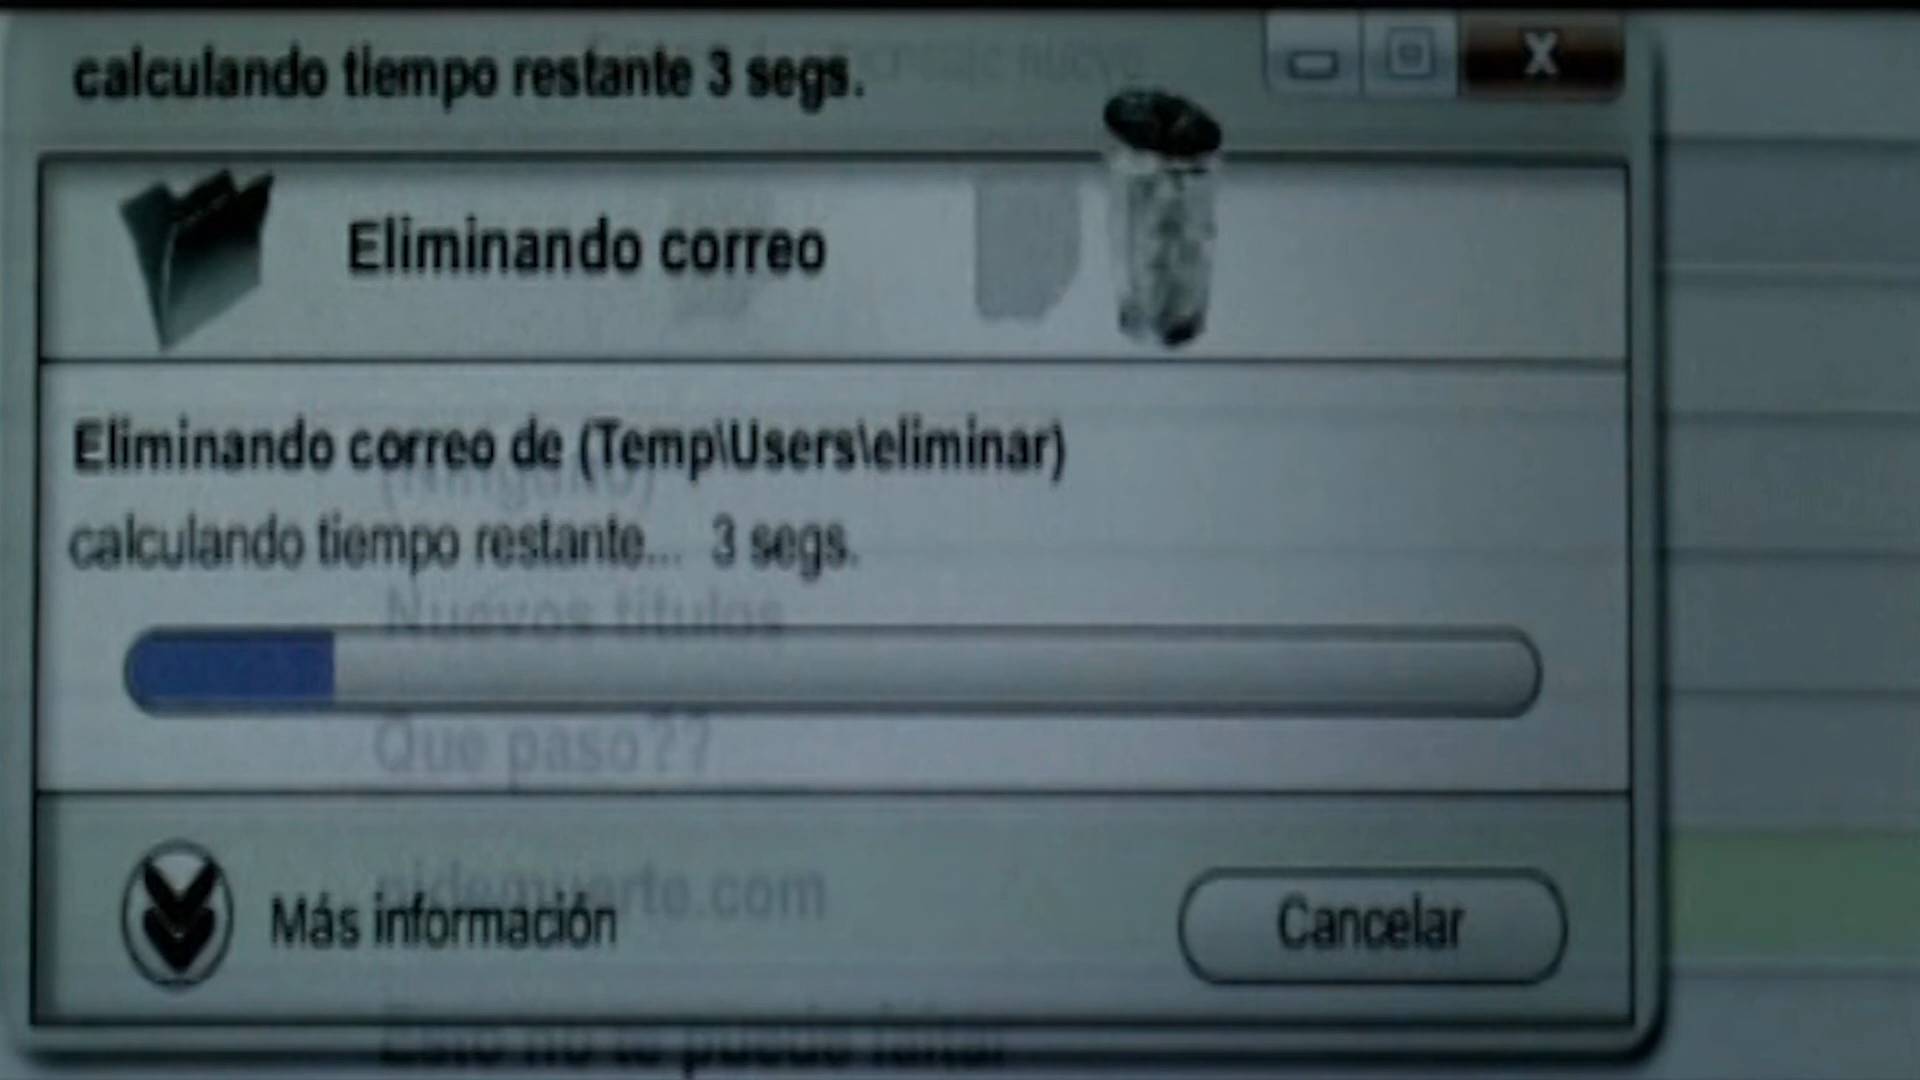 calculando tiempo restante 3 segs.
X
Eliminando correo
Eliminando correo de (Temp\Users\eliminar)
calculando tiempo restante... 3 segs.
Nuevos titulos
Que paso??
Más información
Cancelar